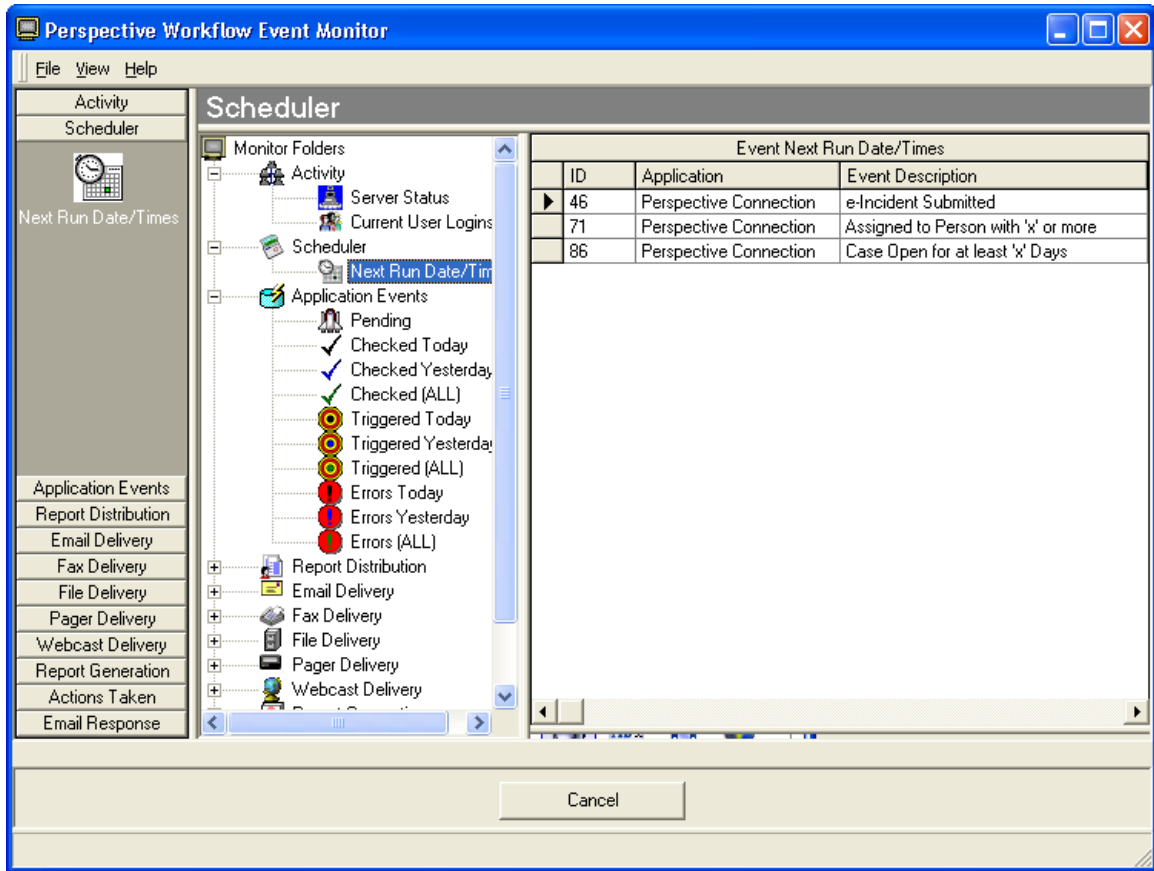 Perspective Workflow Event Monitor
File View Help
Activity
Scheduler
Next Run Date/Times
Application Events
Report Distribution
Email Delivery
Fax Delivery
File Delivery
Pager Delivery
Webcast Delivery
Report Generation
Actions Taken
Email Response
Scheduler
Monitor Folders
Activity
Server Status
Current User Logins
Scheduler
Next Run Date/Tim
Application Events
Pending
Checked Today
Checked Yesterday
Checked (ALL)
Triggered Today
Triggered Yesterday
Triggered (ALL)
Errors Today
Errors Yesterday
Errors (ALL)
Report Distribution
Email Delivery
Fax Delivery
File Delivery
Pager Delivery
Webcast Delivery
Event Next Run Date/Times
ID Application Event Description
46 Perspective Connection e-Incident Submitted
71 Perspective Connection Assigned to Person with 'x' or more
86 Perspective Connection Case Open for at least 'x' Days
Cancel